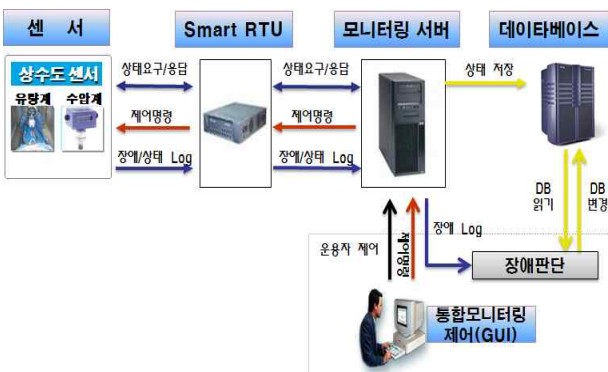 센 서
Smart RTU
모니터링 서버
데이타베이스
상수도 센서
유량계 수압계
상태요구/응답
제어명령
장애/상태 Log
상태요구/응답
제어명령
장애/상태 Log
상태 저장
DB
읽기
DB
변경
장애 Log
운용자 제어
제어명령
장애판단
통합모니터링
제어(GUI)